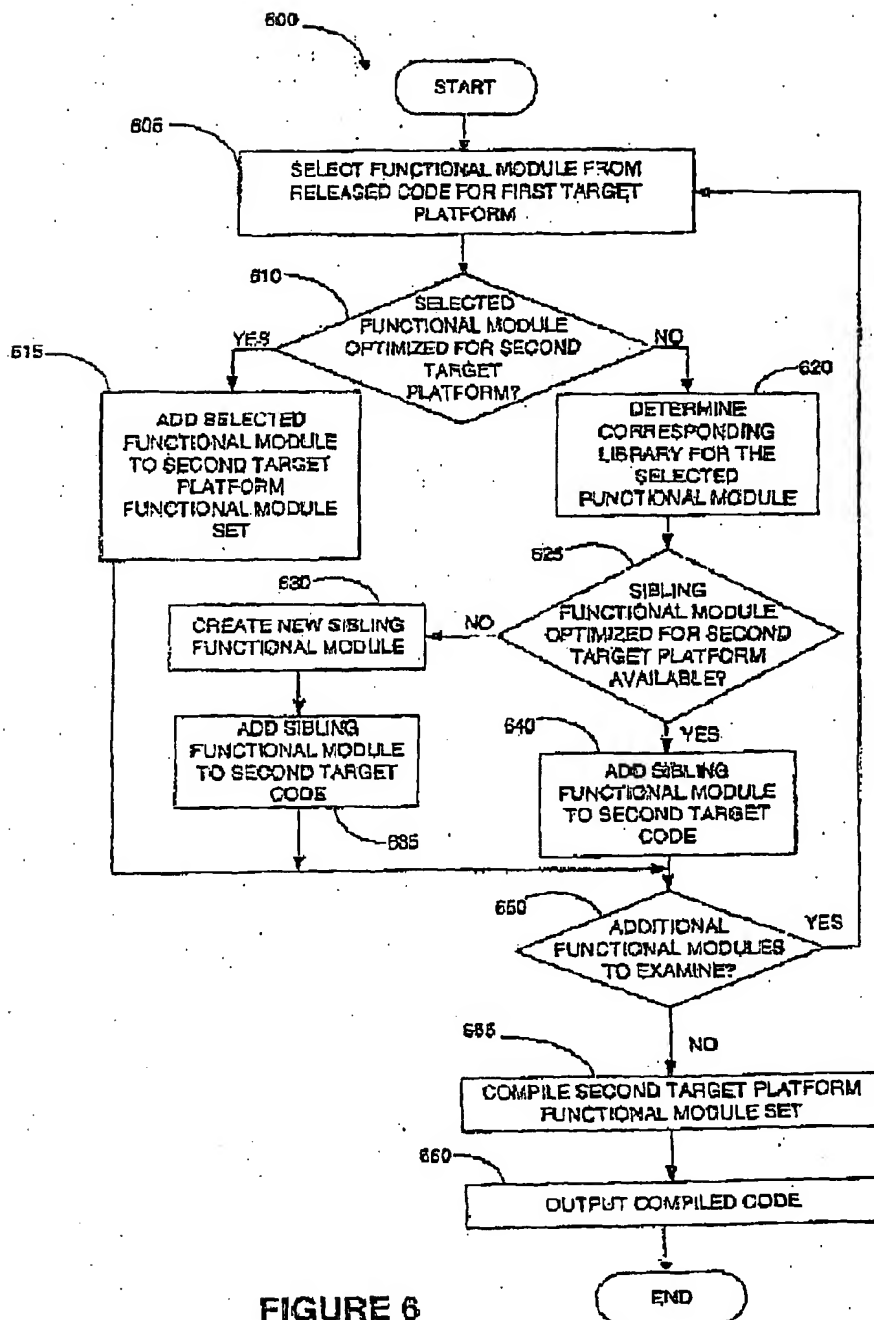 600
START
605
SELECT FUNCTIONAL MODULE FROM
RELEASED CODE FOR FIRST TARGET
PLATFORM
610
SELECTED
FUNCTIONAL MODULE
OPTIMIZED FOR SECOND
TARGET
PLATFORM?
YES
NO
615
620
ADD SELECTED
FUNCTIONAL MODULE
TO SECOND TARGET
PLATFORM
FUNCTIONAL MODULE
SET
DETERMINE
CORRESPONDING
LIBRARY FOR THE
SELECTED
FUNCTIONAL MODULE
625
SIBLING
FUNCTIONAL MODULE
OPTIMIZED FOR SECOND
TARGET PLATFORM
AVAILABLE?
NO
630
CREATE NEW SIBLING
FUNCTIONAL MODULE
YES
640
ADD SIBLING
FUNCTIONAL MODULE
TO SECOND TARGET
CODE
635
ADD SIBLING
FUNCTIONAL MODULE
TO SECOND TARGET
CODE
650
ADDITIONAL
FUNCTIONAL MODULES
TO EXAMINE?
YES
NO
655
COMPILE SECOND TARGET PLATFORM
FUNCTIONAL MODULE SET
660
OUTPUT COMPILED CODE
END
FIGURE 6